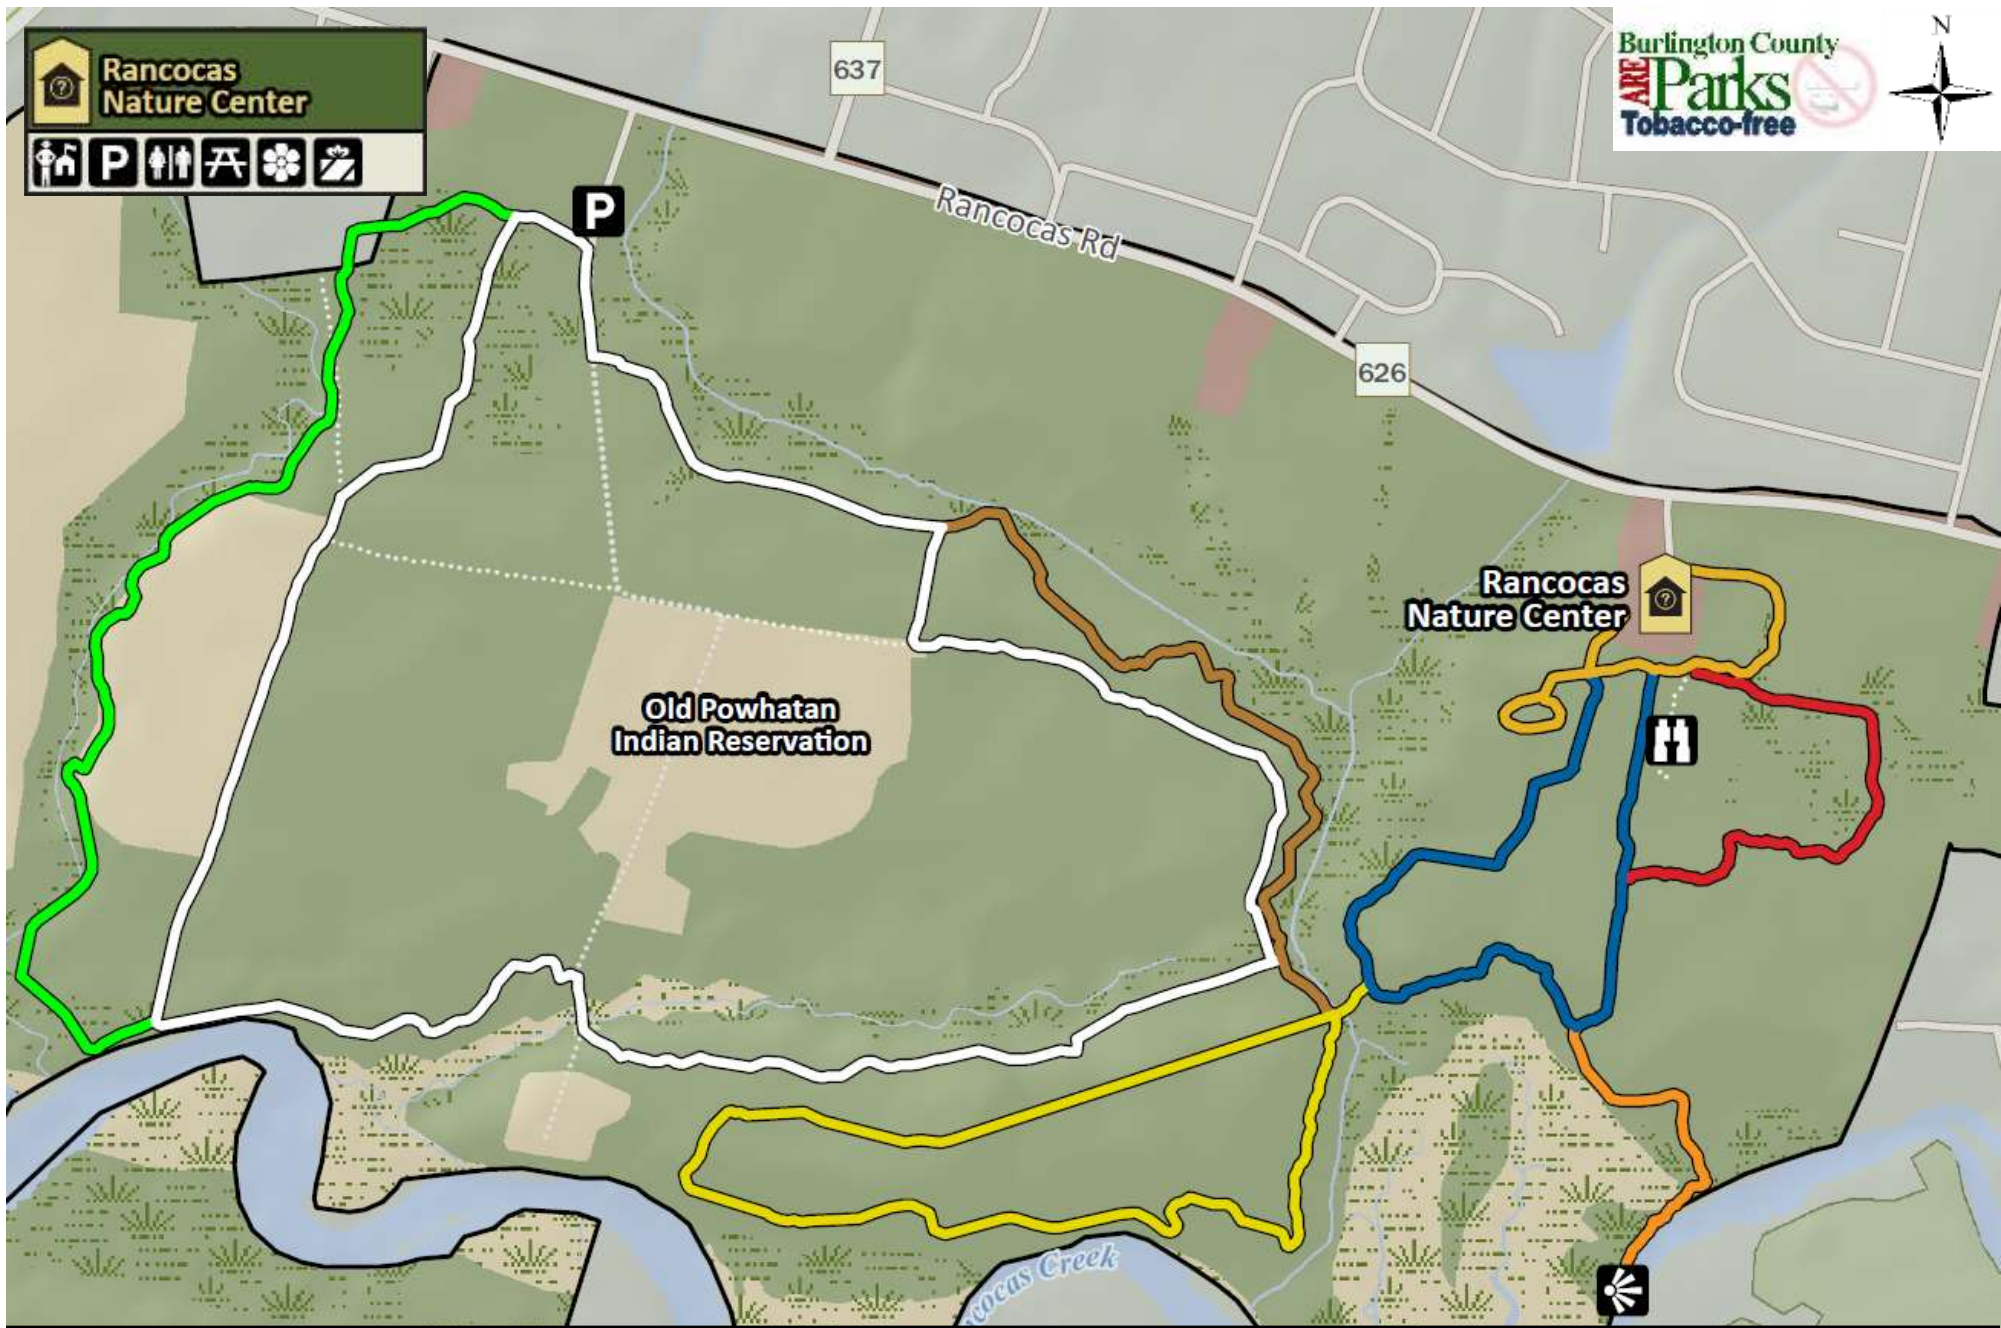 Rancocas
Nature Center
P
637
Burlington County
ARE
Parks
Tobacco-free
N
P
Rancocas Rd
626
Rancocas
Nature Center
Old Powhatan
Indian Reservation
Creek